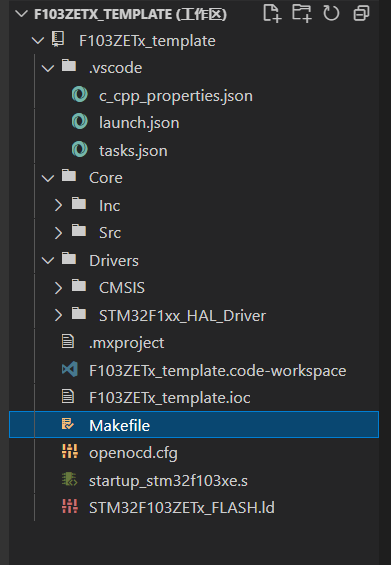 F103ZETX_TEMPLATE (工作区)
F103ZETx_template
.vscode
c_cpp_properties.json
launch.json
tasks.json
Core
Inc
Src
Drivers
CMSIS
STM32F1xx_HAL_Driver
.mxproject
F103ZETx_template.code-workspace
F103ZETx_template.ioc
Makefile
openocd.cfg
startup_stm32f103xe.s
STM32F103ZETx_FLASH.ld